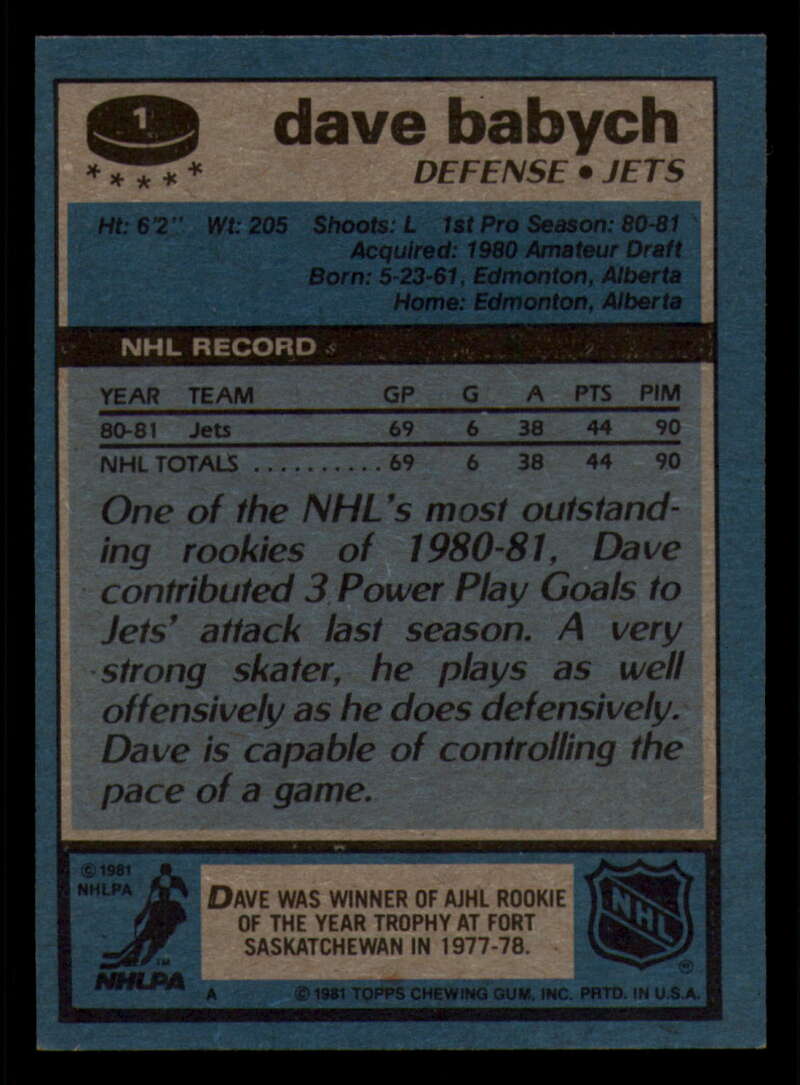 1
* * * * *
dave babych
DEFENSE • JETS
Ht: 6'2" Wt: 205 Shoots: L 1st Pro Season: 80-81
Acquired: 1980 Amateur Draft
Born: 5-23-61, Edmonton, Alberta
Home: Edmonton, Alberta
NHL RECORD
YEAR TEAM GP G A PTS PIM
80-81 Jets 69 6 38 44 90
NHL TOTALS .......... 69 6 38 44 90
One of the NHL's most outstand-
ing rookies of 1980-81, Dave
contributed 3 Power Play Goals to
Jets' attack last season. A very
strong skater, he plays as well
offensively as he does defensively.
Dave is capable of controlling the
pace of a game.
© 1981
NHLPA
TM
NHLPA
DAVE WAS WINNER OF AJHL ROOKIE
OF THE YEAR TROPHY AT FORT
SASKATCHEWAN IN 1977-78.
NHL
A © 1981 TOPPS CHEWING GUM, INC. PRTD. IN U.S.A.